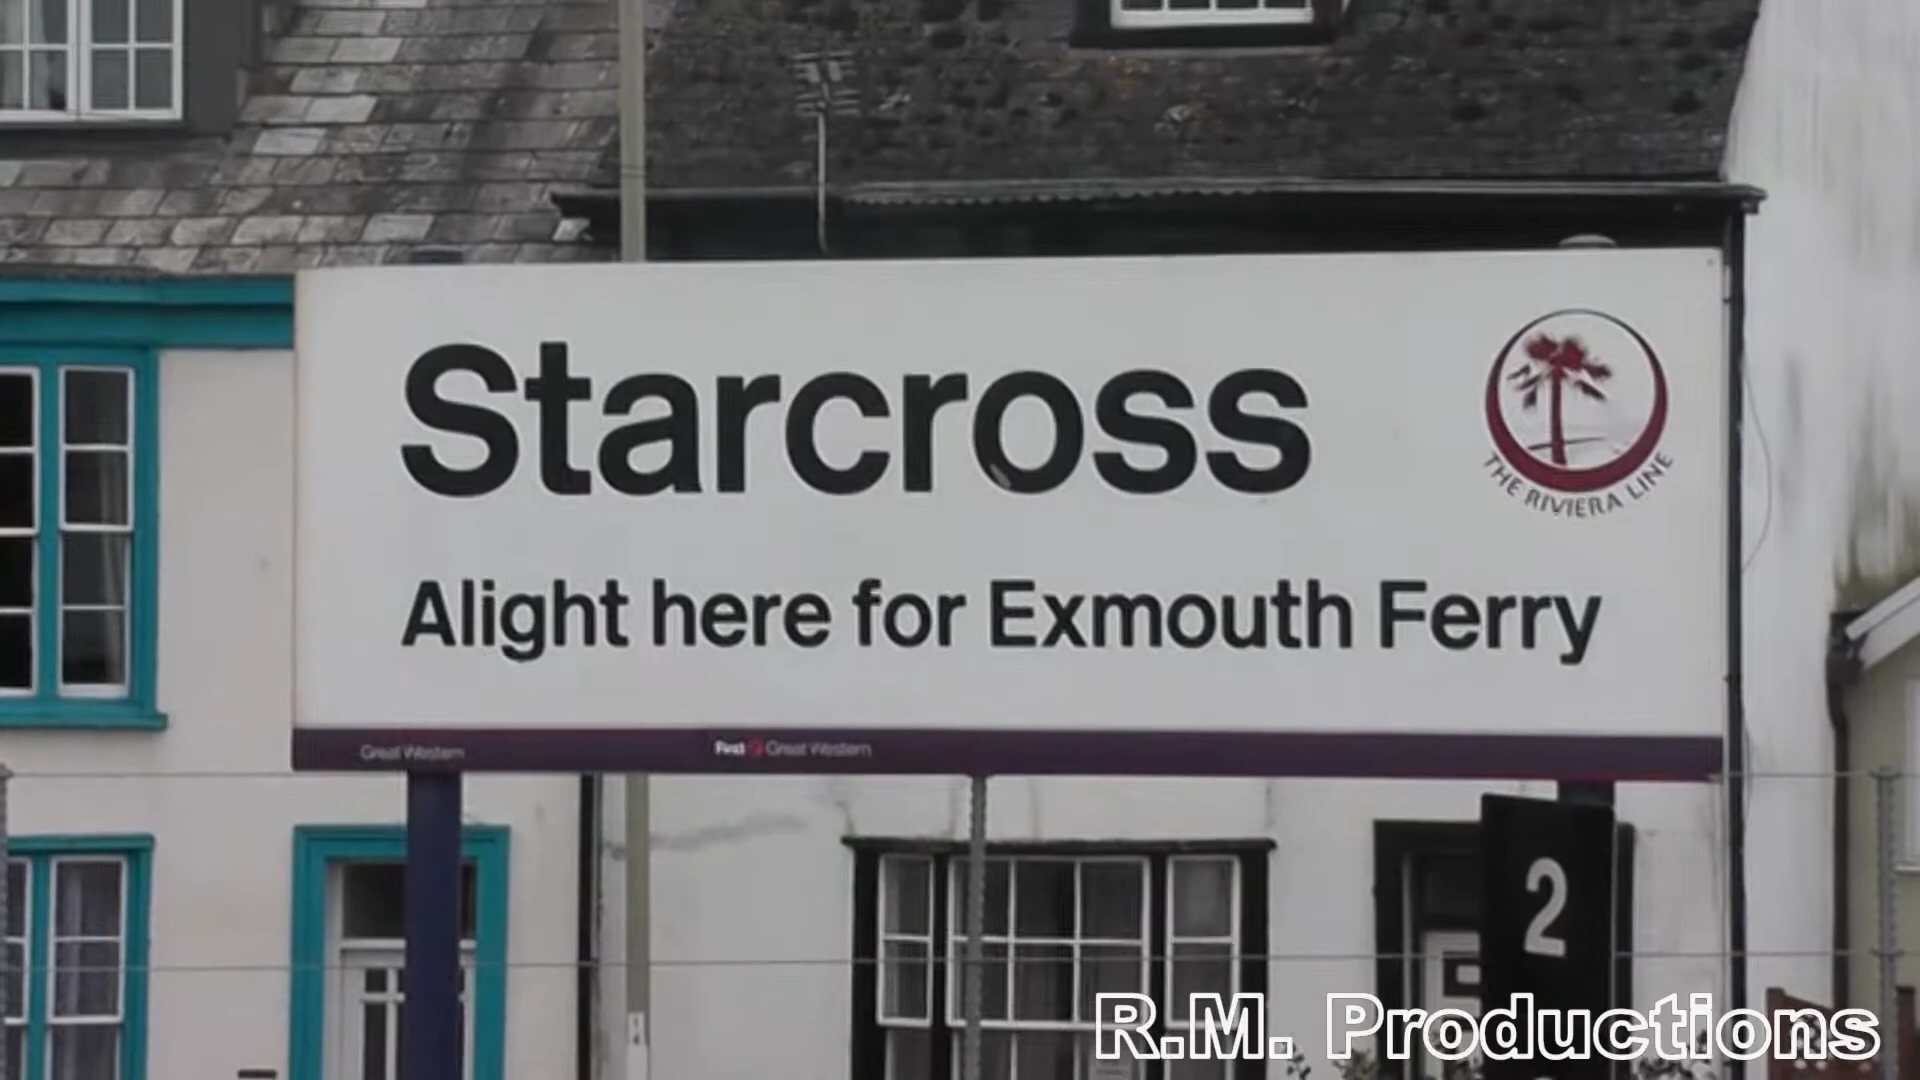 Starcross
THE RIVIERA LINE
Alight here for Exmouth Ferry
Great Western
First Great Western
2
R.M. Productions